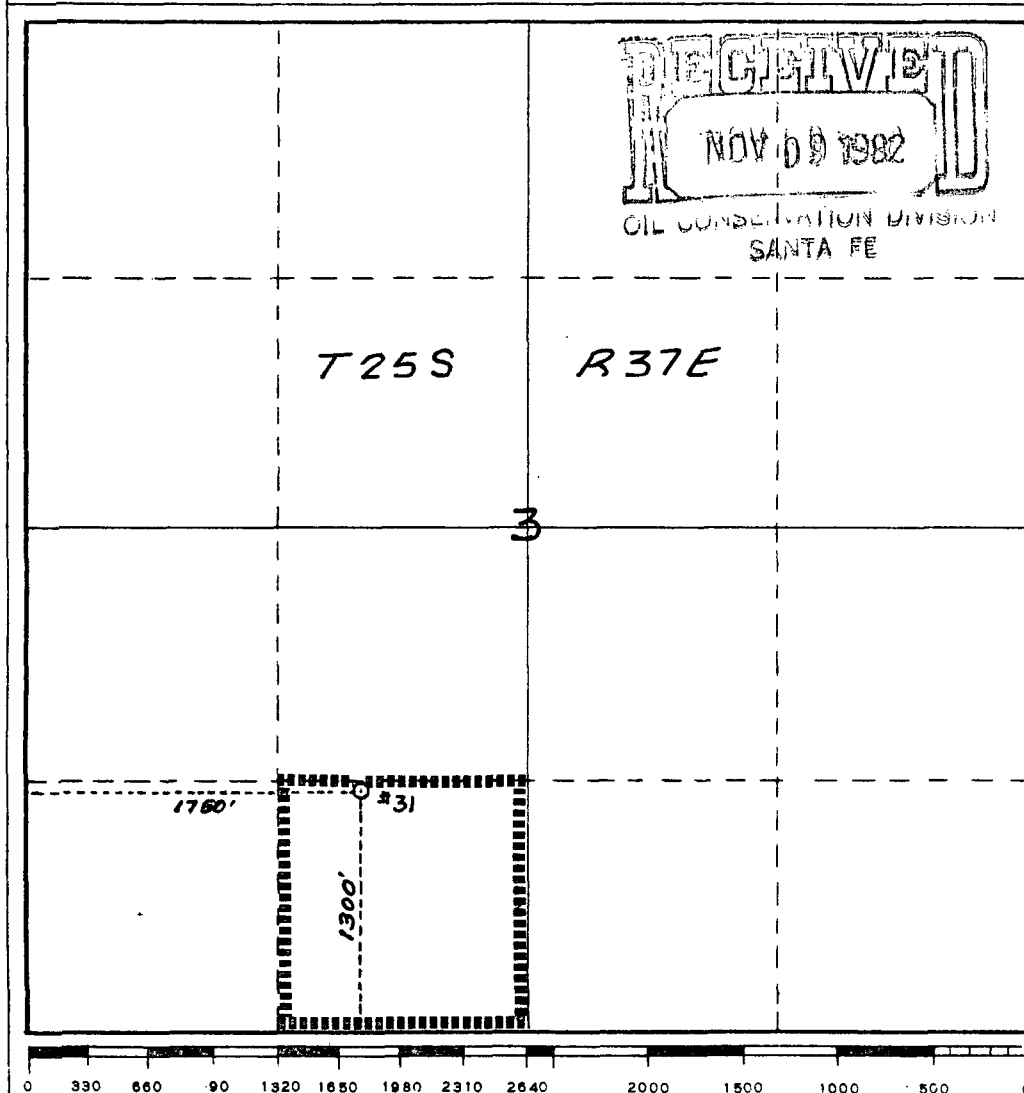 RECEIVED
NOV 09 1982
OIL CONSERVATION DIVISION
SANTA FE
T25S R37E
3
1760' #31
1300'
0 330 660 90 1320 1650 1980 2310 2640 2000 1500 1000 500